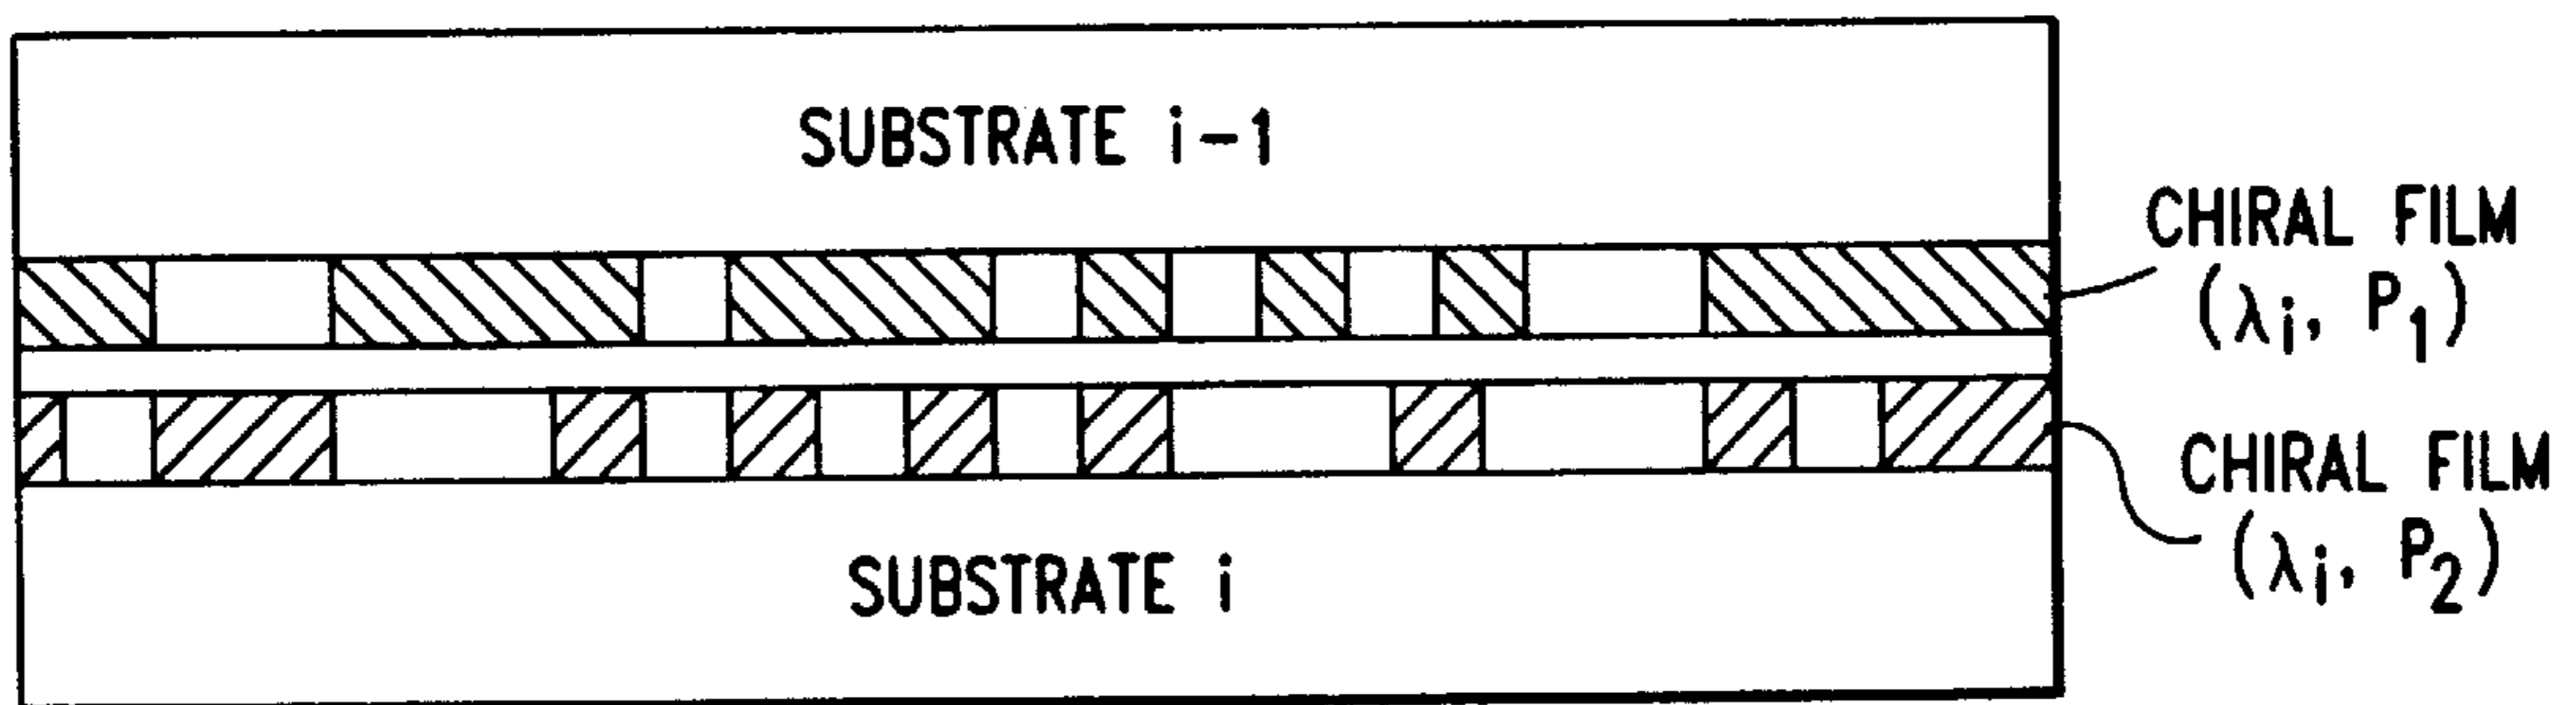 SUBSTRATE i-1
CHIRAL FILM
(λi, P1)
CHIRAL FILM
(λi, P2)
SUBSTRATE i